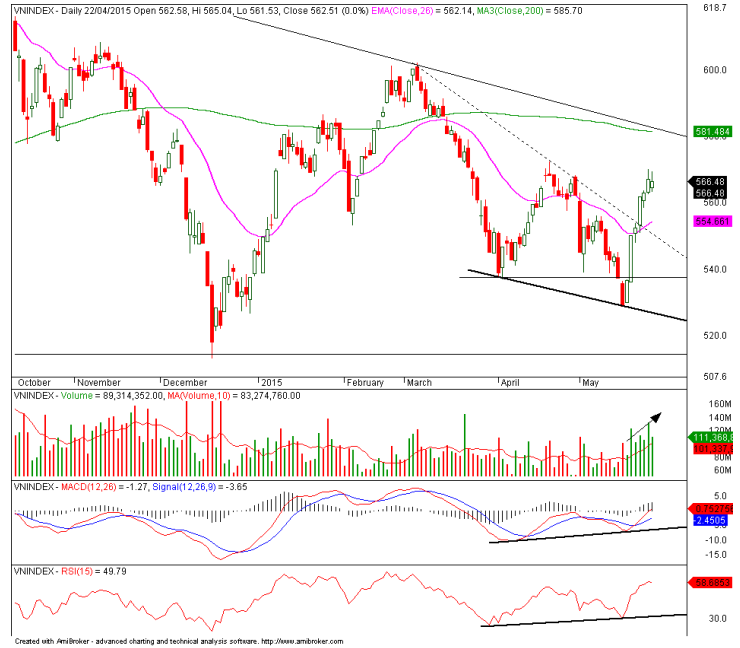 VNINDEX - Daily 22/04/2015 Open 562.58, Hi 565.04, Lo 561.53, Close 562.51 (0.0%) EMA(Close,26) = 562.14, MA3(Close,200) = 585.70
618.7
600.0
581.484
566.48
566.48
560.0
554.661
540.0
520.0
507.6
October November December 2015 February March April May
VNINDEX - Volume = 89,314,352.00, MA(Volume,10) = 83,274,760.00
160M
140M
120M
111,368,8
101,337,1
80M
60M
VNINDEX - MACD(12,26) = -1.27, Signal(12,26,9) = -3.65
5.0
-2.4505
-10.0
-15.0
VNINDEX - RSI(15) = 49.79
30.0
Created with AmiBroker - advanced charting and technical analysis software. http://www.amibroker.com